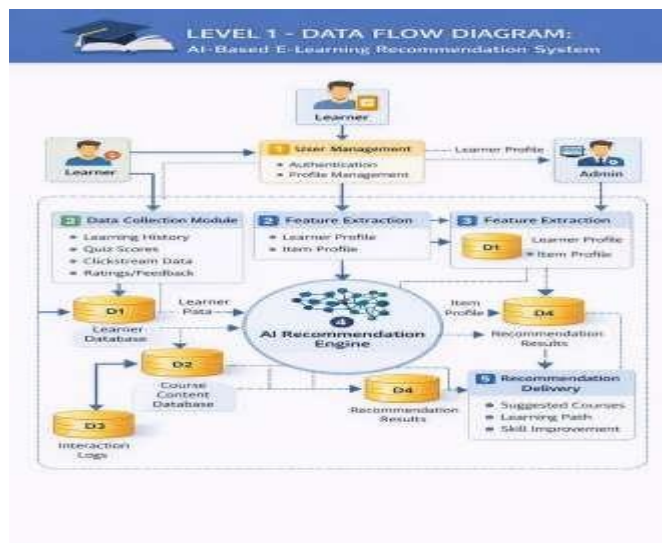 LEVEL 1 - DATA FLOW DIAGRAM:
AI-Based E-Learning Recommendation System
Learner
Learner
1 User Management
• Authentication
• Profile Management
Learner Profile
Admin
Data Collection Module
• Learning History
• Quiz Scores
• Clickstream Data
• Ratings/Feedback
2 Feature Extraction
• Learner Profile
• Item Profile
3 Feature Extraction
D1
Learner Profile
• Item Profile
D1
Learner
Database
Learner
Data
4
AI Recommendation
Engine
Item
Profile
D4
Recommendation
Results
D2
Course
Content
Database
D4
Recommendation
Results
5 Recommendation
Delivery
• Suggested Courses
• Learning Path
• Skill Improvement
D3
Interaction
Logs